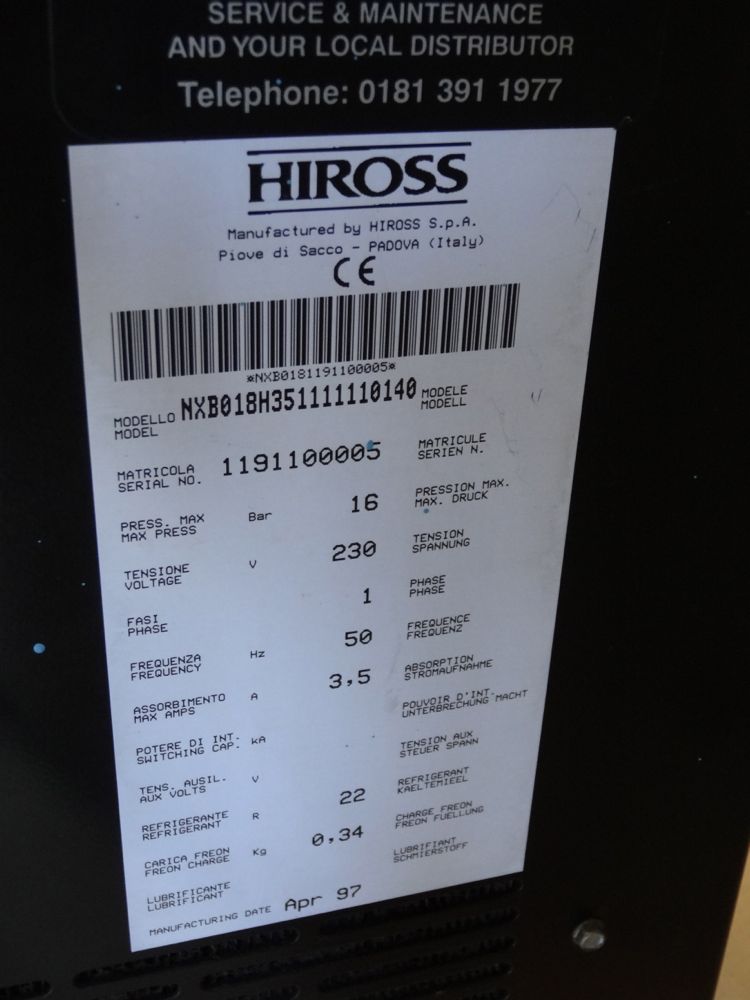 SERVICE & MAINTENANCE
AND YOUR LOCAL DISTRIBUTOR
Telephone: 0181 391 1977
HIROSS
Manufactured by HIROSS S.p.A.
Piove di Sacco - PADOVA (Italy)
CE
*NXB0181191100005*
MODELLO NXB018H351111110140 MODELE
MODEL MODELL
MATRICOLA 1191100005 MATRICULE
SERIAL NO. SERIEN N.
PRESS. MAX Bar 16 PRESSION MAX.
MAX PRESS MAX. DRUCK
TENSIONE V 230 TENSION
VOLTAGE SPANNUNG
FASI 1 PHASE
PHASE PHASE
FREQUENZA Hz 50 FREQUENCE
FREQUENCY FREQUENZ
ASSORBIMENTO A 3,5 ABSORPTION
MAX AMPS STROMAUFNAHME
POTERE DI INT. kA POUVOIR D'INT.
SWITCHING CAP. UNTERBRECHUNG MACHT
TENS. AUSIL. V TENSION AUX
AUX VOLTS STEUER SPANN
REFRIGERANTE R 22 REFRIGERANT
REFRIGERANT KAELTEMIEEL
CARICA FREON Kg 0,34 CHARGE FREON
FREON CHARGE FREON FUELLUNG
LUBRIFICANTE LUBRIFIANT
LUBRIFICANT SCHMIERSTOFF
MANUFACTURING DATE Apr 97